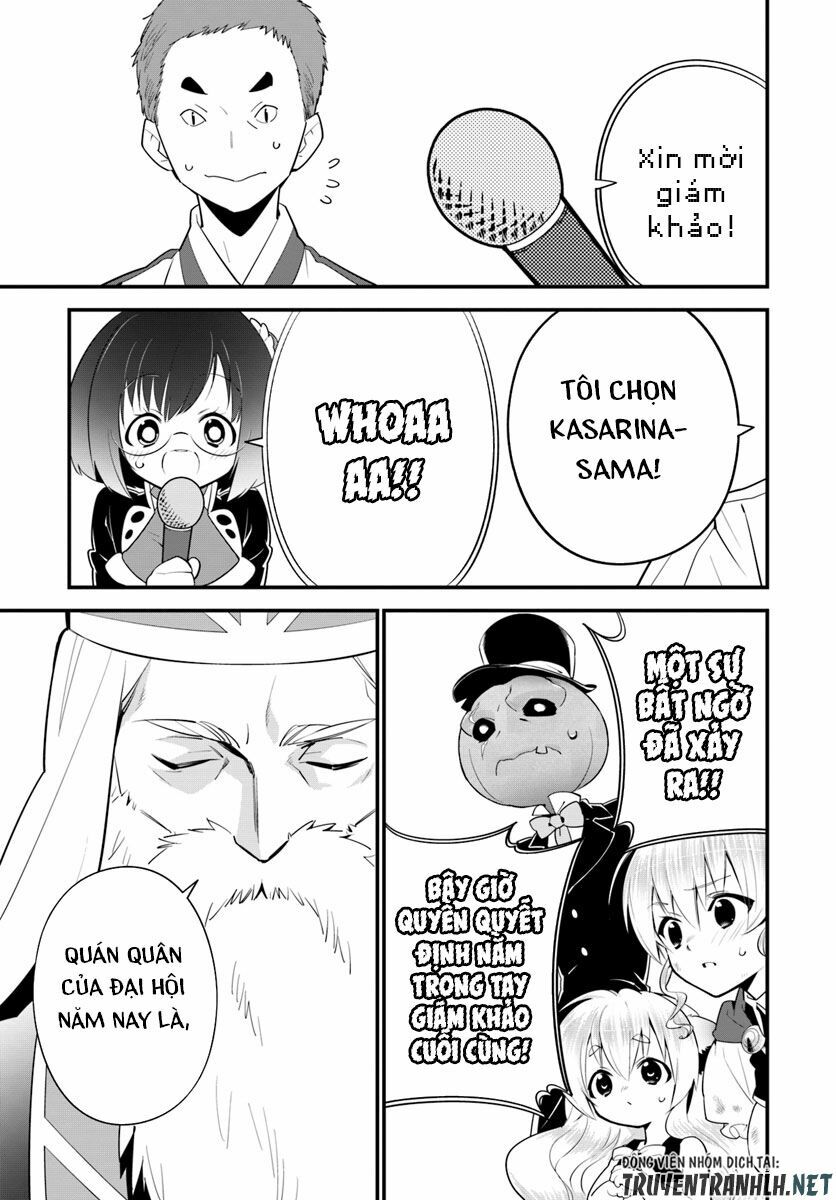 Xin mời
giám
khảo!
TÔI CHỌN
KASARINA-
SAMA!
WHOAA
AA!!
MỘT SỰ
BẤT NGỜ
ĐÃ XẢY
RA!!
BÂY GIỜ
QUYỀN QUYẾT
ĐỊNH NẰM
TRONG TAY
GIÁM KHẢO
CUỐI CÙNG!
QUÁN QUÂN
CỦA ĐẠI HỘI
NĂM NAY LÀ,
ĐỘNG VIÊN NHÓM DỊCH TẠI:
TRUYENTRANHLH.NET